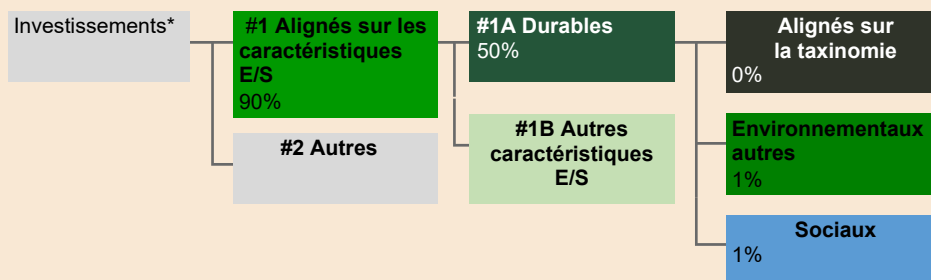 Investissements*
#1 Alignés sur les
caractéristiques
E/S
90%
#2 Autres
#1A Durables
50%
#1B Autres
caractéristiques
E/S
Alignés sur
la taxinomie
0%
Environnementaux
autres
1%
Sociaux
1%